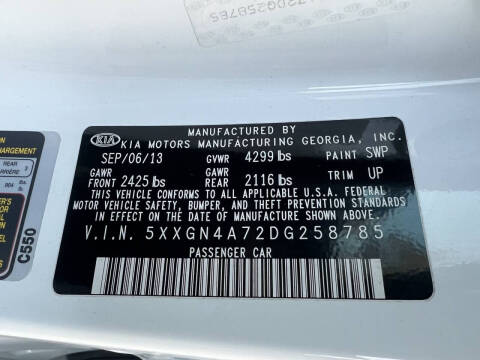 MANUFACTURED BY
KIA KIA MOTORS MANUFACTURING GEORGIA, INC.
SEP/06/13 GVWR 4299 lbs PAINT SWP
GAWR FRONT 2425 lbs GAWR REAR 2116 lbs TRIM UP
THIS VEHICLE CONFORMS TO ALL APPLICABLE U.S.A. FEDERAL
MOTOR VEHICLE SAFETY, BUMPER, AND THEFT PREVENTION STANDARDS
IN EFFECT ON THE DATE OF MANUFACTURE SHOWN ABOVE.
V.I.N. 5XXGN4A72DG258785
PASSENGER CAR
C550
REAR